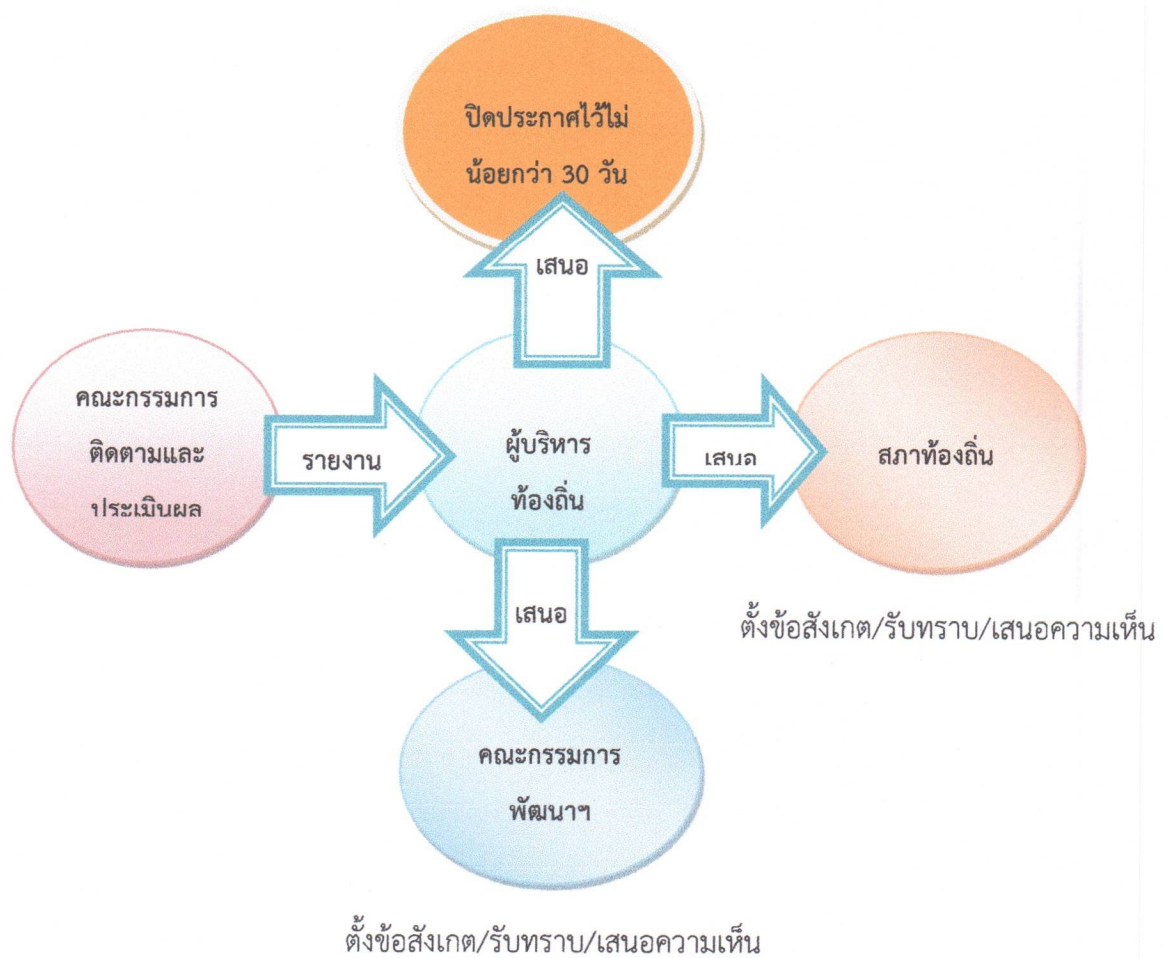 ปิดประกาศไว้ไม่
น้อยกว่า 30 วัน
เสนอ
คณะกรรมการ
ติดตามและ
ประเมินผล
รายงาน
ผู้บริหาร
ท้องถิ่น
เสนอ
สภาท้องถิ่น
ตั้งข้อสังเกต/รับทราบ/เสนอความเห็น
เสนอ
คณะกรรมการ
พัฒนาฯ
ตั้งข้อสังเกต/รับทราบ/เสนอความเห็น